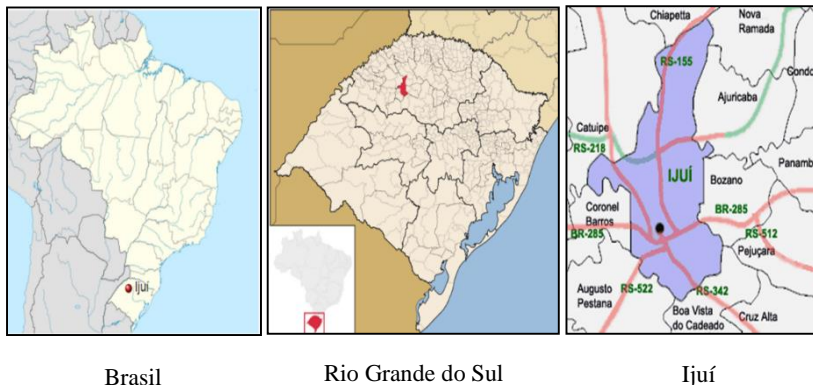 Ijuí
Chiapetta
Nova
Ramada
RS-155
Condo
Ajuricaba
Catuipe
RS-218
IJUÍ
Panamb
Bozano
Coronel
Barros
BR-285
BR-285
RS-512
Pejuçara
Augusto
Pestana
RS-522
RS-342
Boa Vista
do Cadeado
Cruz Alta
Brasil
Rio Grande do Sul
Ijuí